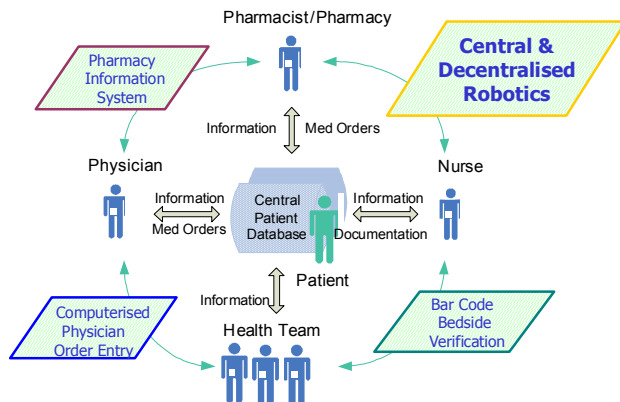 Pharmacist/Pharmacy
Pharmacy
Information
System
Central &
Decentralised
Robotics
Information
Med Orders
Physician
Nurse
Information
Med Orders
Central
Patient
Database
Information
Documentation
Patient
Information
Health Team
Computerised
Physician
Order Entry
Bar Code
Bedside
Verification